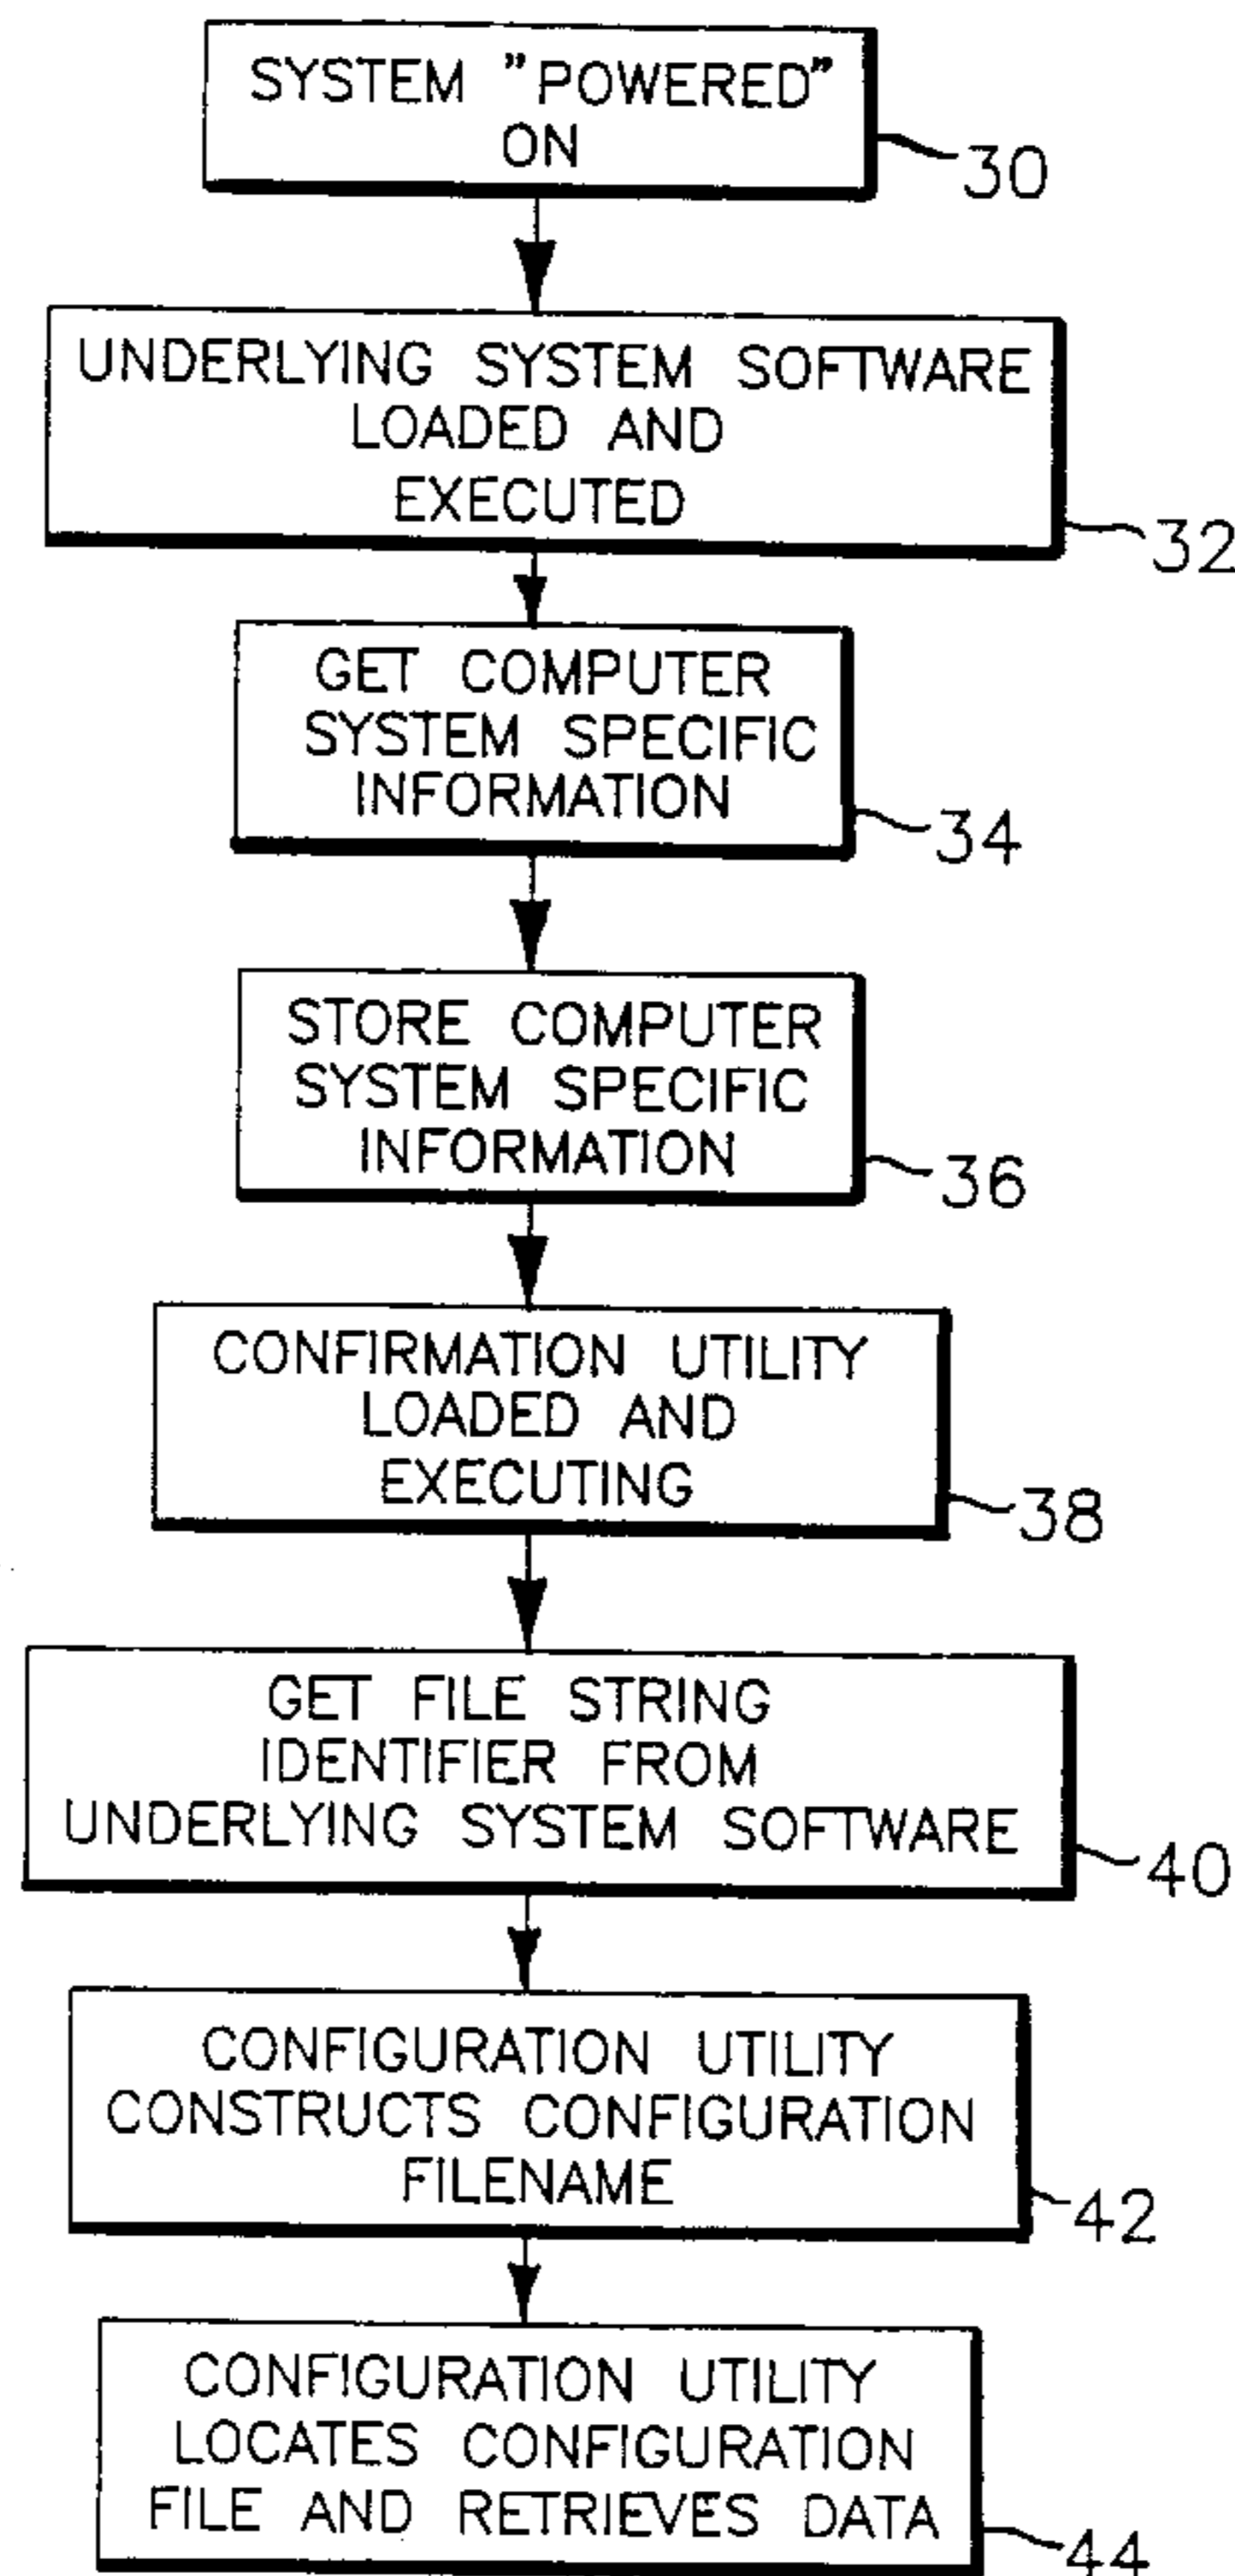 SYSTEM "POWERED"
ON
30
UNDERLYING SYSTEM SOFTWARE
LOADED AND
EXECUTED
32
GET COMPUTER
SYSTEM SPECIFIC
INFORMATION
34
STORE COMPUTER
SYSTEM SPECIFIC
INFORMATION
36
CONFIRMATION UTILITY
LOADED AND
EXECUTING
38
GET FILE STRING
IDENTIFIER FROM
UNDERLYING SYSTEM SOFTWARE
40
CONFIGURATION UTILITY
CONSTRUCTS CONFIGURATION
FILENAME
42
CONFIGURATION UTILITY
LOCATES CONFIGURATION
FILE AND RETRIEVES DATA
44